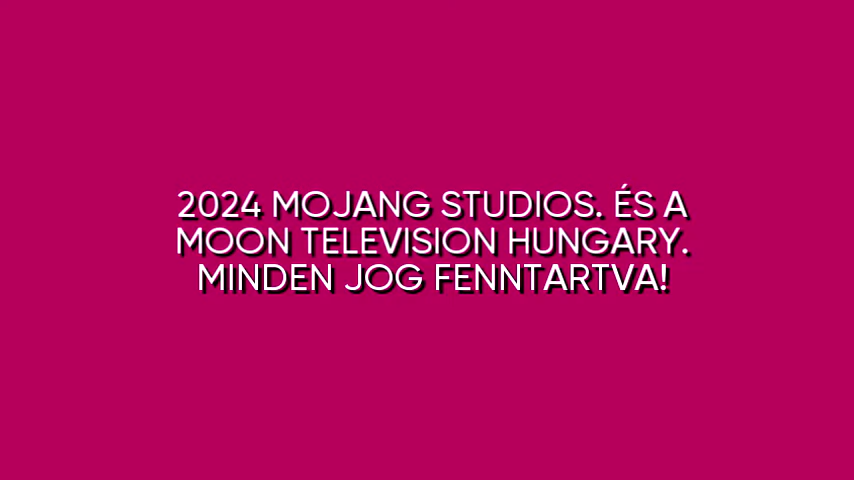 2024 MOJANG STUDIOS. ÉS A
MOON TELEVISION HUNGARY.
MINDEN JOG FENNTARTVA!